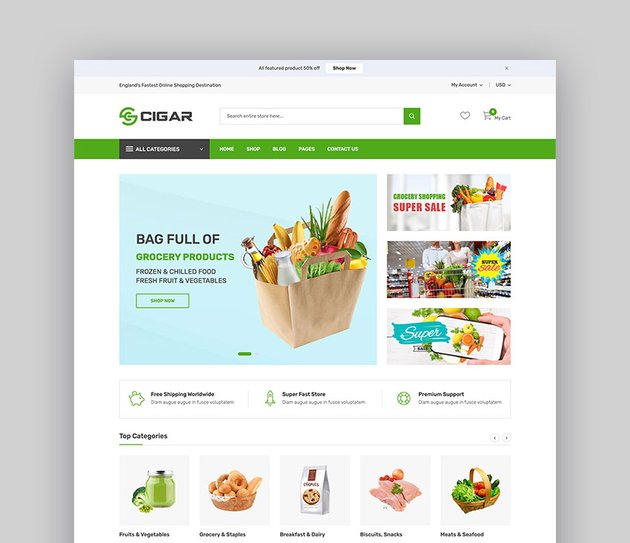 All featured product 50% off Shop Now
England's Fastest Online Shopping Destination My Account USD
CIGAR Search entire store here... 0 My Cart
ALL CATEGORIES HOME SHOP BLOG PAGES CONTACT US
BAG FULL OF
GROCERY PRODUCTS
FROZEN & CHILLED FOOD
FRESH FRUIT & VEGETABLES
SHOP NOW
GROCERY SHOPPING
SUPER SALE
SUPER
Sale
Super
SALE
Free Shipping Worldwide
Diam augue augue in fusce voluptatem
Super Fast Store
Diam augue augue in fusce voluptatem
Premium Support
Diam augue augue in fusce voluptatem
Top Categories
COOKIES
Fruits & Vegetables Grocery & Staples Breakfast & Dairy Biscuits, Snacks Meats & Seafood